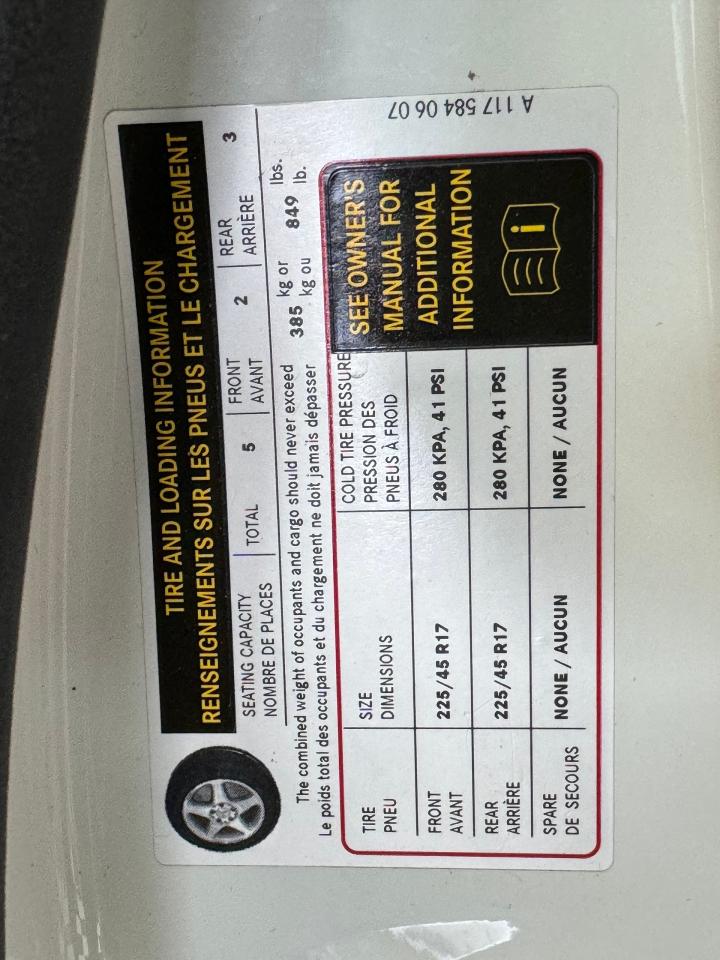 TIRE AND LOADING INFORMATION
RENSEIGNEMENTS SUR LES PNEUS ET LE CHARGEMENT
SEATING CAPACITY TOTAL 5 FRONT 2 REAR 3
NOMBRE DE PLACES AVANT ARRIÈRE
The combined weight of occupants and cargo should never exceed 385 kg or 849 lbs.
Le poids total des occupants et du chargement ne doit jamais dépasser kg ou lb.
TIRE SIZE COLD TIRE PRESSURE
PNEU DIMENSIONS PRESSION DES
PNEUS À FROID
FRONT 225/45 R17 280 KPA, 41 PSI
AVANT
REAR 225/45 R17 280 KPA, 41 PSI
ARRIÈRE
SPARE NONE / AUCUN NONE / AUCUN
DE SECOURS
SEE OWNER'S
MANUAL FOR
ADDITIONAL
INFORMATION
A 117 584 06 07